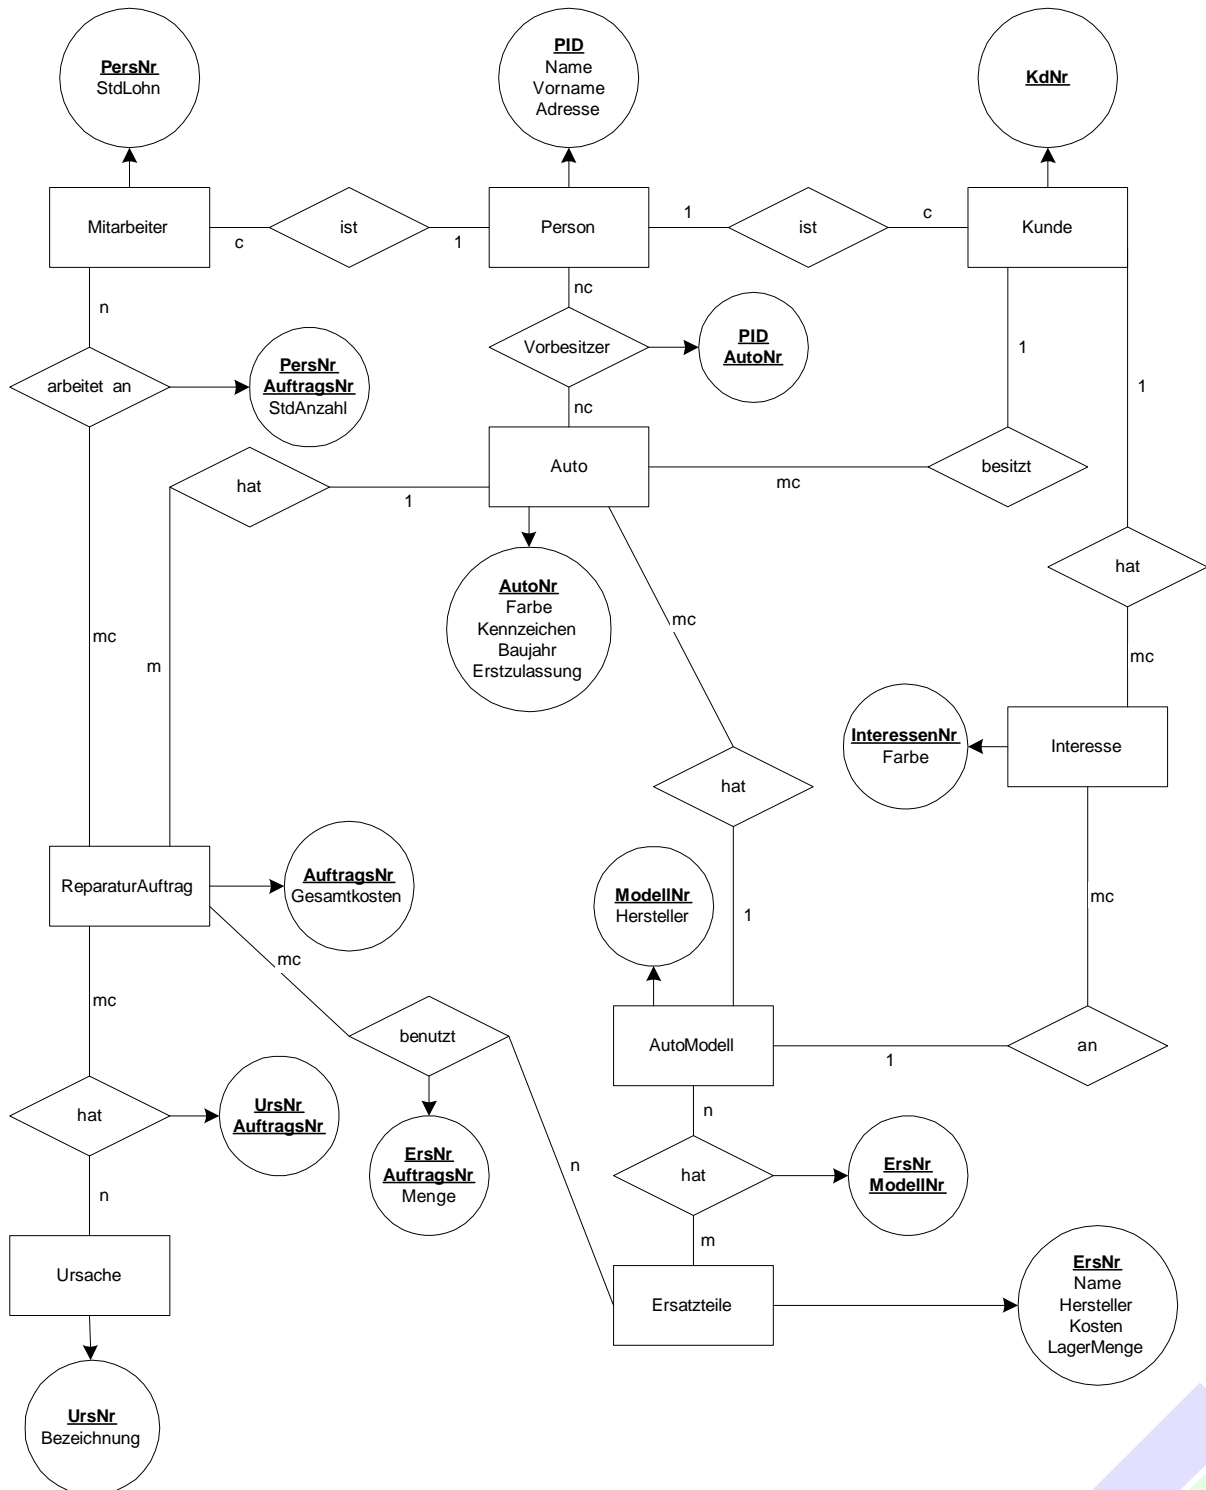 PersNr
StdLohn
PID
Name
Vorname
Adresse
KdNr
Mitarbeiter
c
ist
1
Person
1
ist
c
Kunde
n
nc
Vorbesitzer
PID
AutoNr
1
1
arbeitet an
PersNr
AuftragsNr
StdAnzahl
nc
Auto
mc
besitzt
hat
1
hat
AutoNr
Farbe
Kennzeichen
Baujahr
Erstzulassung
mc
mc
m
mc
InteressenNr
Farbe
Interesse
hat
ReparaturAuftrag
AuftragsNr
Gesamtkosten
ModellNr
Hersteller
1
mc
mc
mc
benutzt
AutoModell
1
an
hat
UrsNr
AuftragsNr
ErsNr
AuftragsNr
Menge
n
n
hat
ErsNr
ModellNr
n
m
Ursache
Ersatzteile
ErsNr
Name
Hersteller
Kosten
LagerMenge
UrsNr
Bezeichnung